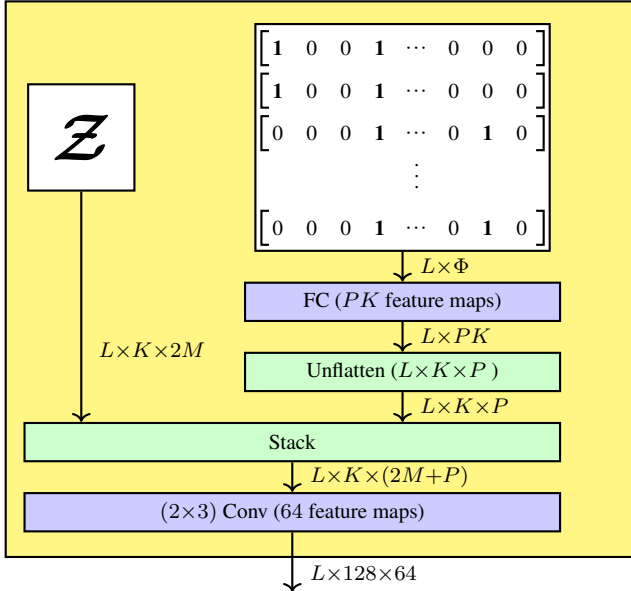 [1 0 0 1 ⋯ 0 0 0]
[1 0 0 1 ⋯ 0 0 0]
[0 0 0 1 ⋯ 0 1 0]
⋮
[0 0 0 1 ⋯ 0 1 0]
Ƶ
L×Φ
FC (PK feature maps)
L×PK
L×K×2M
Unflatten (L×K×P )
L×K×P
Stack
L×K×(2M+P)
(2×3) Conv (64 feature maps)
L×128×64